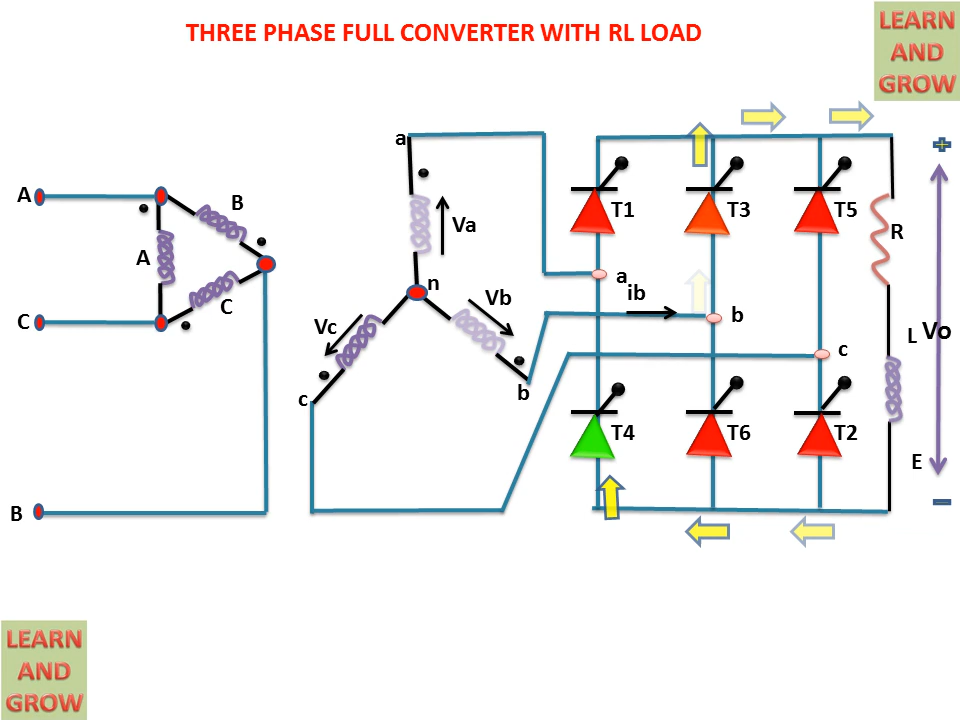 THREE PHASE FULL CONVERTER WITH RL LOAD
LEARN
AND
GROW
a
+
A
B
T1
T3
T5
Va
R
A
n
a
ib
Vb
C
b
C
Vc
L
Vo
c
c
b
T4
T6
T2
E
B
−
LEARN
AND
GROW